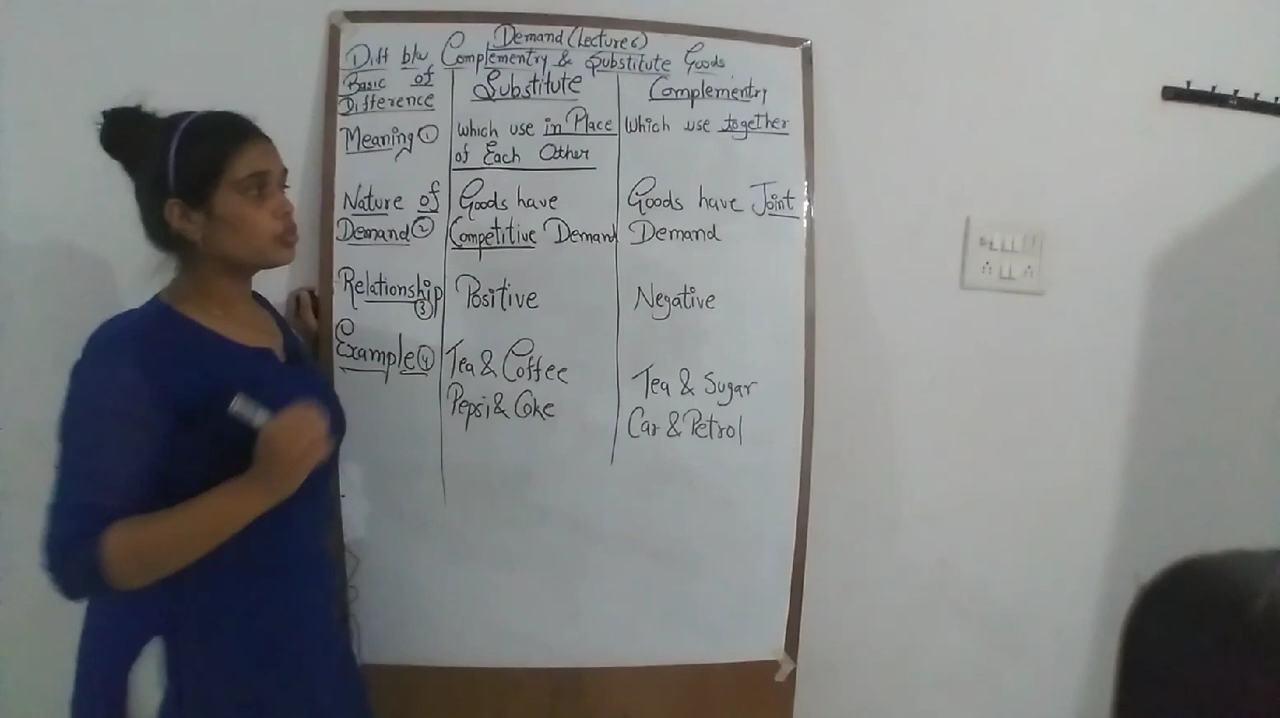 Demand (Lecture 6)
Diff b/w Complementry & Substitute Goods
Basic of
Difference
Substitute
Complementry
Meaning ①
Which use in Place
of Each Other
Which use together
Nature of
Demand ②
Goods have
Competitive Demand
Goods have Joint
Demand
Relationship
③
Positive
Negative
Example ④
Tea & Coffee
Pepsi & Coke
Tea & Sugar
Car & Petrol